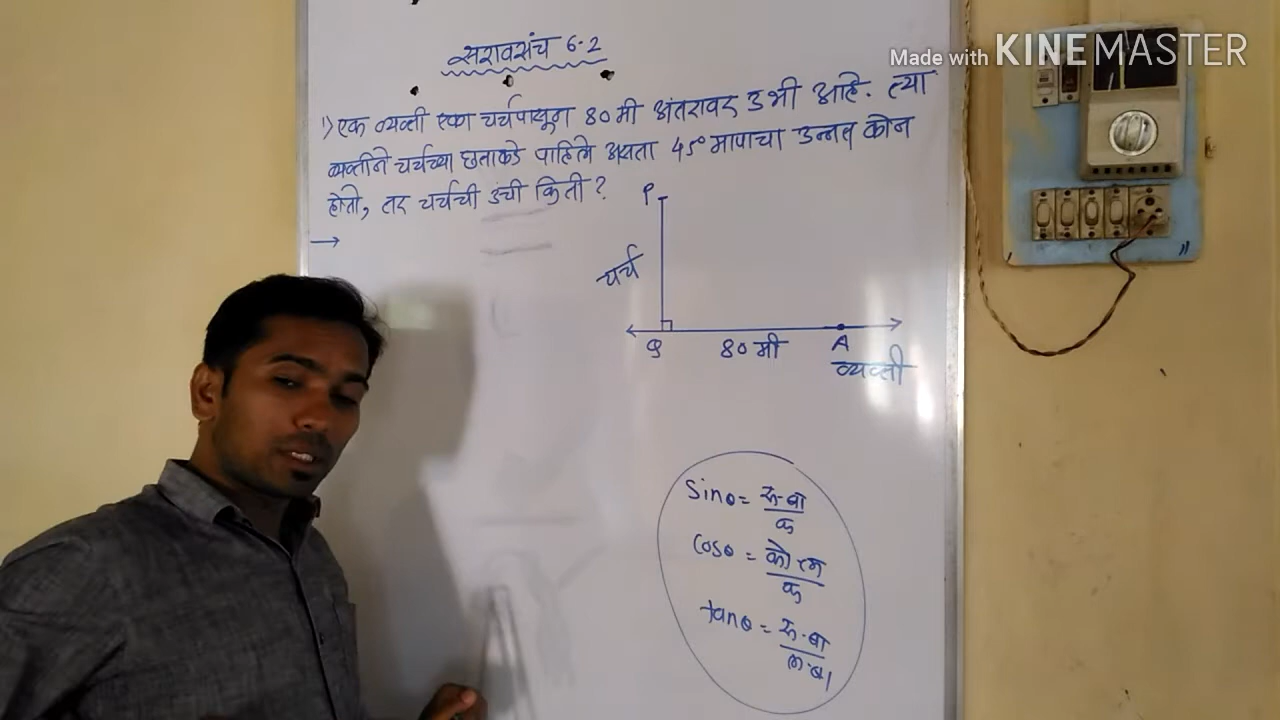 Made with KINEMASTER
सरावसंच 6.2
1) एक व्यक्ती एका चर्चपासून 80 मी अंतरावर उभी आहे. त्या
व्यक्तीने चर्चच्या छताकडे पाहिले असता 45° मापाचा उन्नत कोन
होतो, तर चर्चची उंची किती?
→
P
चर्च
Q 80 मी A
व्यक्ती
Sinθ =
Cosθ =
tanθ =